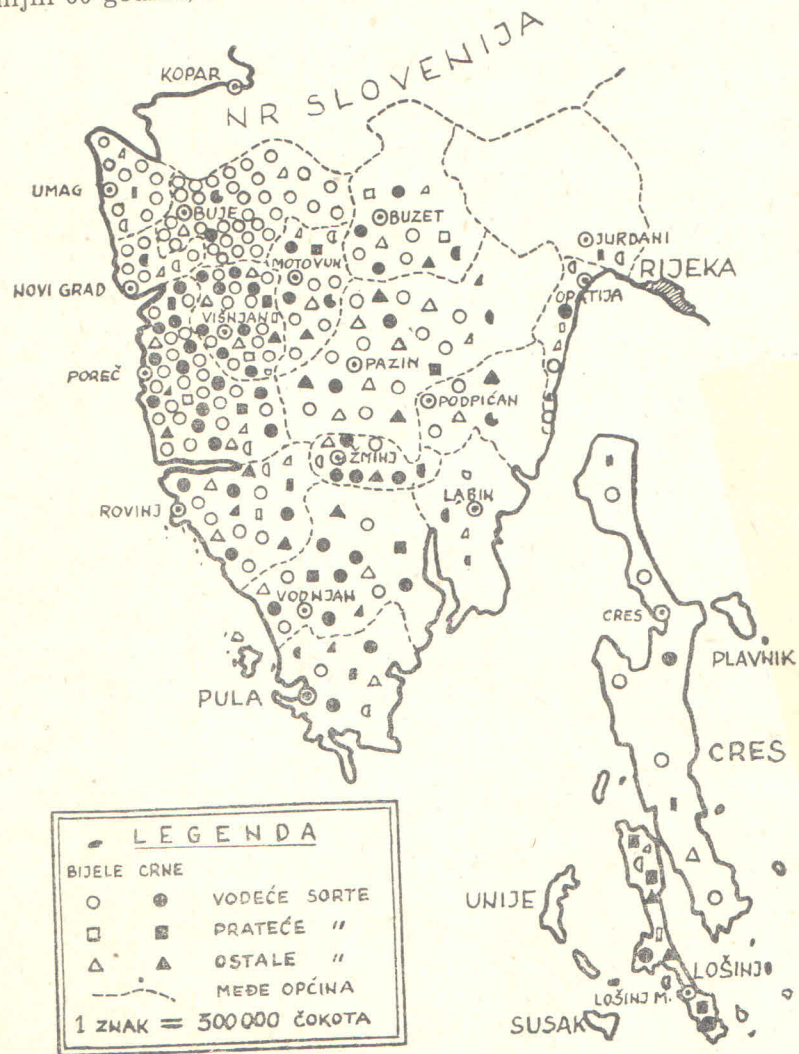 KOPAR
NR SLOVENIJA
UMAG
BUJE
BUZET
JURDANI
RIJEKA
MOTOVUN
OPATIJA
NOVI GRAD
VIŠNJAN
PAZIN
POREČ
PODPIĆAN
ŽMINJ
LABIN
ROVINJ
VODNJAN
CRES
PLAVNIK
PULA
CRES
LEGENDA
BIJELE CRNE
VODEĆE SORTE
PRATEĆE "
OSTALE "
MEĐE OPĆINA
1 ZNAK = 300000 ČOKOTA
UNIJE
LOŠINJ
LOŠINJ M.
SUSAK